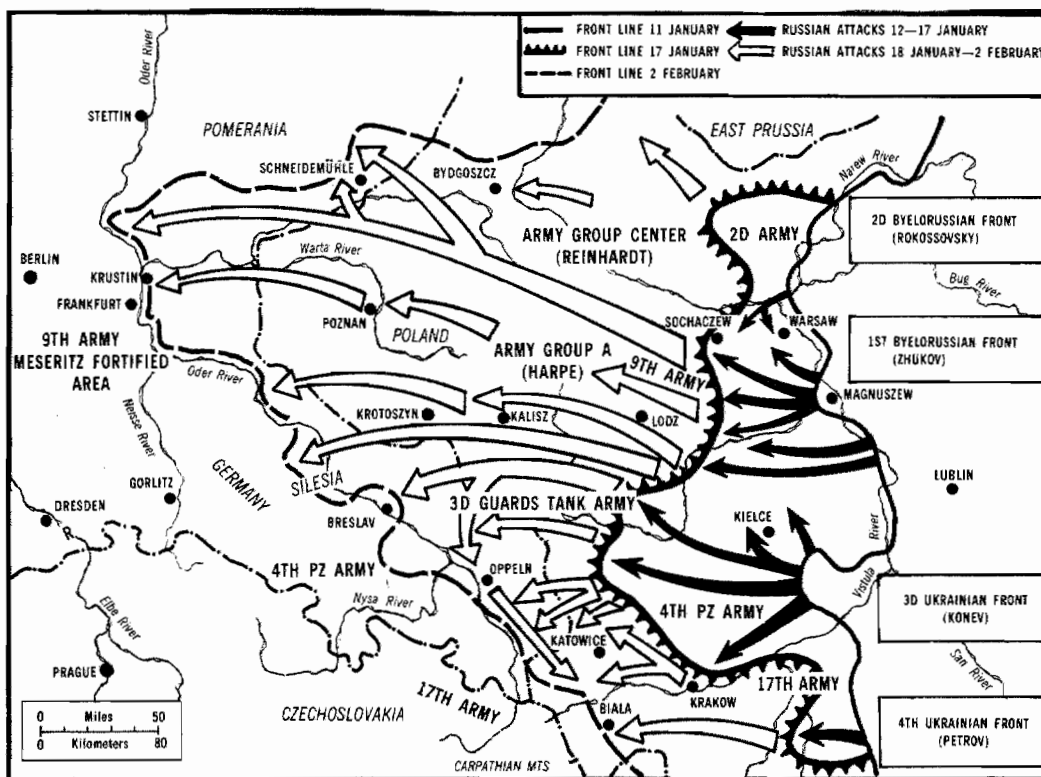 FRONT LINE 11 JANUARY
RUSSIAN ATTACKS 12—17 JANUARY
FRONT LINE 17 JANUARY
RUSSIAN ATTACKS 18 JANUARY—2 FEBRUARY
FRONT LINE 2 FEBRUARY
Oder River
STETTIN
POMERANIA
EAST PRUSSIA
Narew River
SCHNEIDEMÜHLE
BYDGOSZCZ
2D BYELORUSSIAN FRONT
(ROKOSSOVSKY)
ARMY GROUP CENTER
(REINHARDT)
2D ARMY
Warta River
BERLIN
KRUSTIN
Bug River
FRANKFURT
POZNAN
SOCHACZEW
WARSAW
POLAND
9TH ARMY
MESERITZ FORTIFIED
AREA
1ST BYELORUSSIAN FRONT
(ZHUKOV)
ARMY GROUP A
(HARPE)
9TH ARMY
Oder River
MAGNUSZEW
Neisse River
KROTOSZYN
KALISZ
LODZ
GERMANY
SILESIA
LUBLIN
GORLITZ
3D GUARDS TANK ARMY
DRESDEN
BRESLAV
KIELCE
Vistula
River
4TH PZ ARMY
OPPELN
Elbe River
Nysa River
4TH PZ ARMY
3D UKRAINIAN FRONT
(KONEV)
KATOWICE
San River
PRAGUE
17TH ARMY
KRAKOW
17TH ARMY
0 Miles 50
0 Kilometers 80
CZECHOSLOVAKIA
BIALA
4TH UKRAINIAN FRONT
(PETROV)
CARPATHIAN MTS